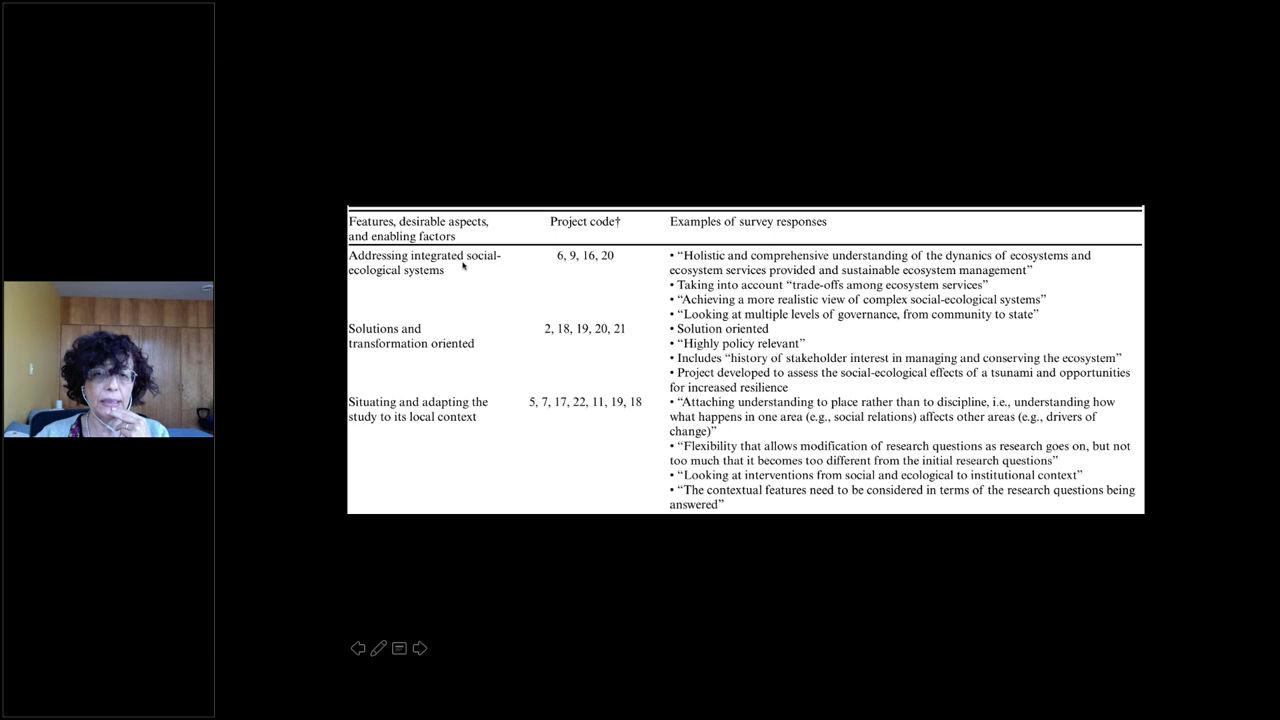 Features, desirable aspects,
and enabling factors
Project code†
Examples of survey responses
Addressing integrated social-
ecological systems
6, 9, 16, 20
• “Holistic and comprehensive understanding of the dynanics of ecosystems and
ecosystem services provided and sustainable ecosystem management”
• Taking into account “trade-offs among ecosystem services”
• “Achieving a more realistic view of complex social-ecological systems”
• “Looking at multiple levels of governance, from community to state”
Solutions and
transformation oriented
2, 18, 19, 20, 21
• Solution oriented
• “Highly policy relevant”
• Includes “history of stakeholder interest in managing and conserving the ecosystem”
• Project developed to assess the social-ecological effects of a tsunami and opportunities
for increased resilience
Situating and adapting the
study to its local context
5, 7, 17, 22, 11, 19, 18
• “Attaching understanding to place rather than to discipline, i.e., understanding how
what happens in one area (e.g., social relations) affects other areas (e.g., drivers of
change)”
• “Flexibility that allows modification of research questions as research goes on, but not
too much that it becomes too different from the initial research questions”
• “Looking at interventions from social and ecological to institutional context”
• “The contextual features need to be considered in terms of the research questions being
answered”